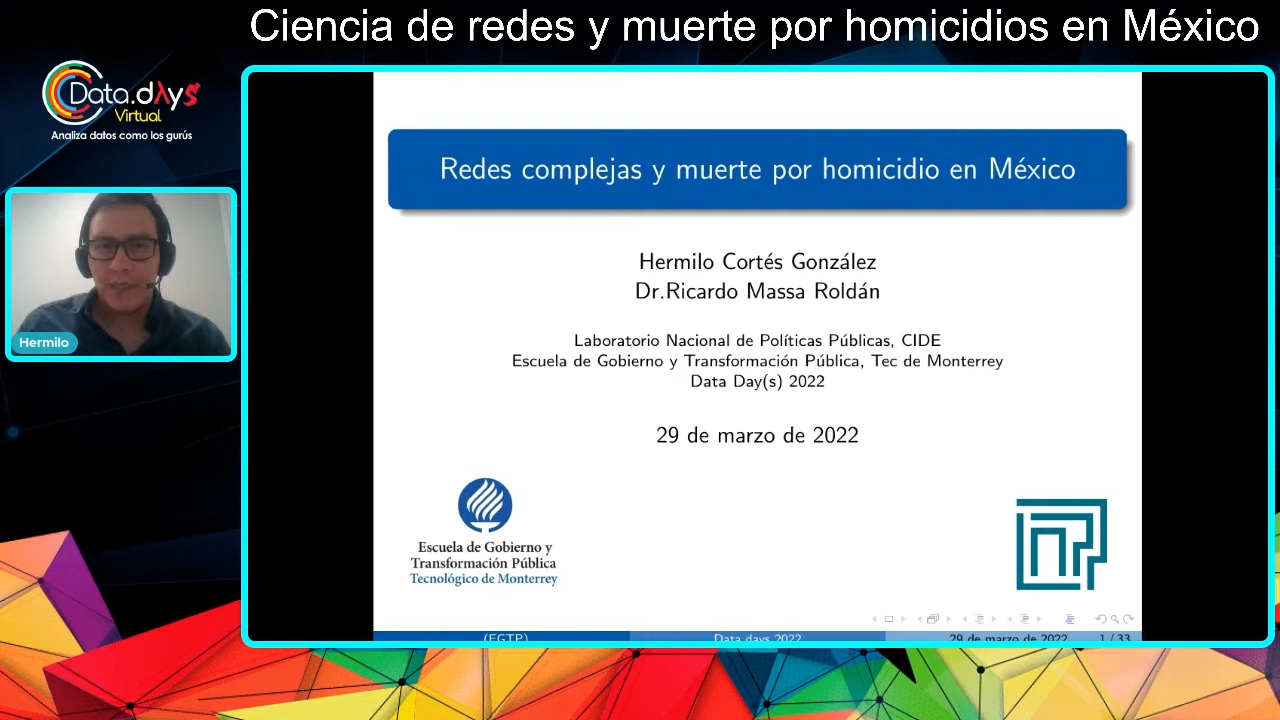 Ciencia de redes y muerte por homicidios en México
Data.dAys
Virtual
Analiza datos como los gurús
Hermilo
Redes complejas y muerte por homicidio en México
Hermilo Cortés González
Dr.Ricardo Massa Roldán
Laboratorio Nacional de Políticas Públicas, CIDE
Escuela de Gobierno y Transformación Pública, Tec de Monterrey
Data Day(s) 2022
29 de marzo de 2022
Escuela de Gobierno y
Transformación Pública
Tecnológico de Monterrey
(EGTP) Data days 2022 29 de marzo de 2022 1 / 33